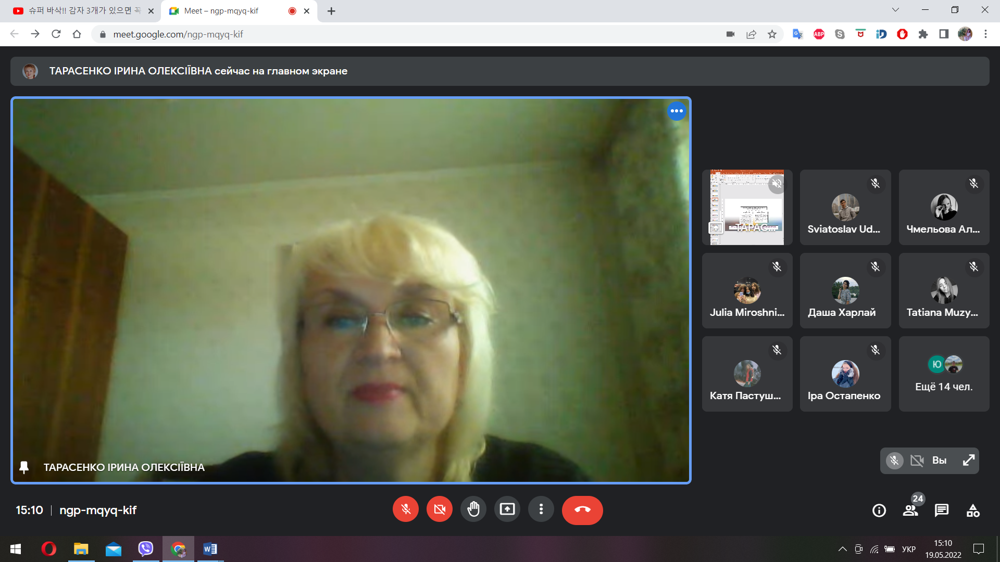 슈퍼 바삭!! 감자 3개가 있으면 꼭
Meet – ngp-mqyq-kif
meet.google.com/ngp-mqyq-kif
ABP
ТАРАСЕНКО ІРИНА ОЛЕКСІЇВНА сейчас на главном экране
ТАРАС...
Sviatoslav Ud...
Чмельова Ал...
Julia Miroshni...
Даша Харлай
Tatiana Muzy...
Катя Пастуш...
Іра Остапенко
Ю
Ещё 14 чел.
ТАРАСЕНКО ІРИНА ОЛЕКСІЇВНА
Вы
15:10 | ngp-mqyq-kif
24
УКР
15:10
19.05.2022